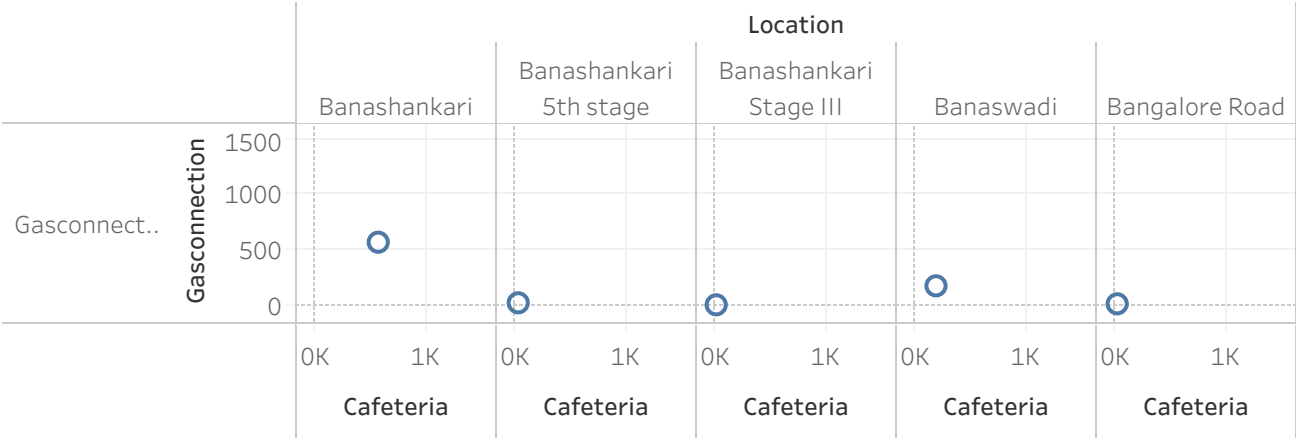 Location
Banashankari
Banashankari
5th stage
Banashankari
Stage III
Banaswadi
Bangalore Road
Gasconnect..
Gasconnection
1500
1000
500
0
0K 1K 0K 1K 0K 1K 0K 1K 0K 1K
Cafeteria Cafeteria Cafeteria Cafeteria Cafeteria